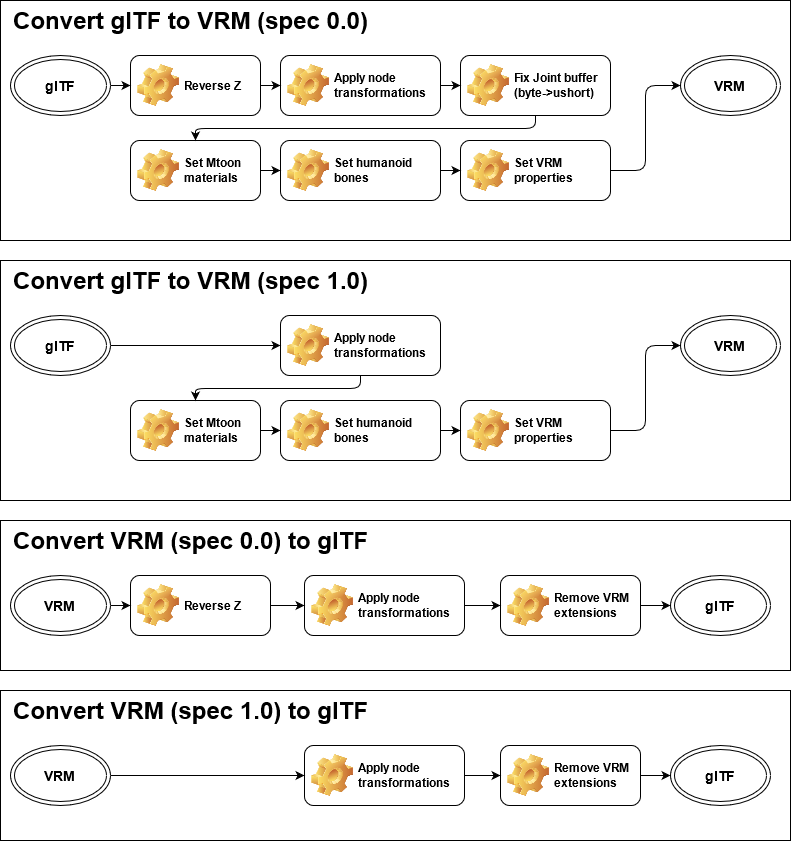 Convert glTF to VRM (spec 0.0)
glTF
Reverse Z
Apply node
transformations
Fix Joint buffer
(byte->ushort)
VRM
Set Mtoon
materials
Set humanoid
bones
Set VRM
properties
Convert glTF to VRM (spec 1.0)
glTF
Apply node
transformations
VRM
Set Mtoon
materials
Set humanoid
bones
Set VRM
properties
Convert VRM (spec 0.0) to glTF
VRM
Reverse Z
Apply node
transformations
Remove VRM
extensions
glTF
Convert VRM (spec 1.0) to glTF
VRM
Apply node
transformations
Remove VRM
extensions
glTF